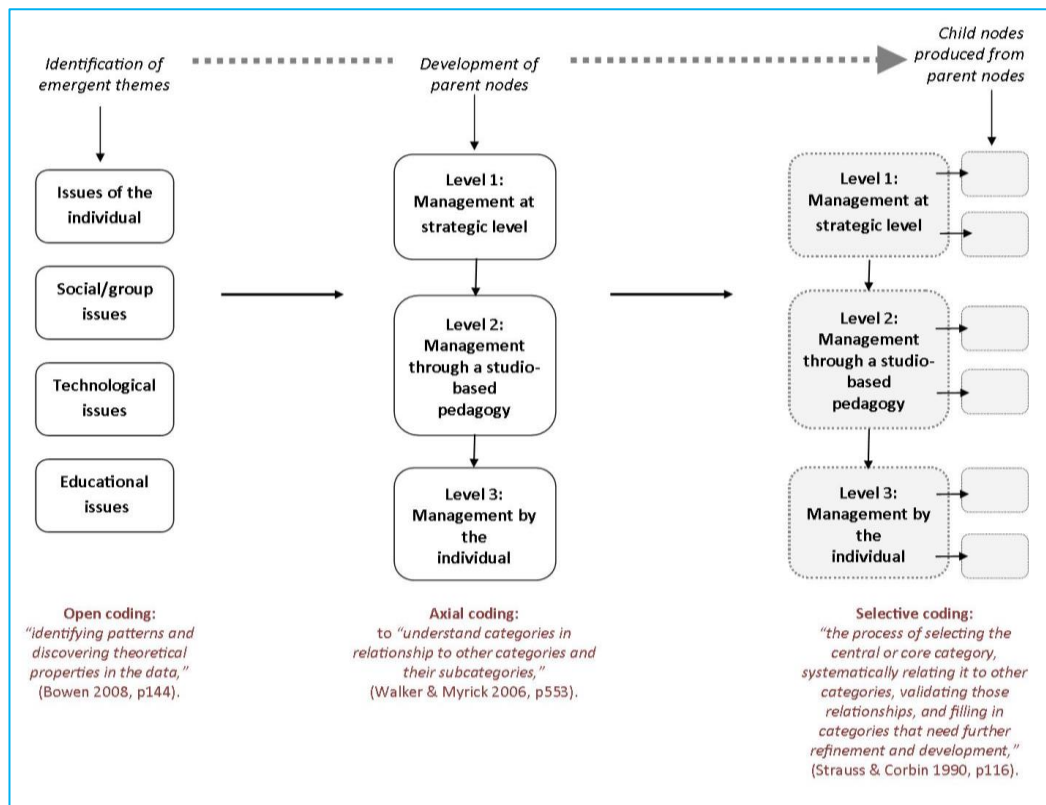 Identification of
emergent themes
Development of
parent nodes
Child nodes
produced from
parent nodes
Issues of the
individual
Social/group
issues
Technological
issues
Educational
issues
Level 1:
Management at
strategic level
Level 2:
Management
through a studio-
based
pedagogy
Level 3:
Management by
the
individual
Level 1:
Management at
strategic level
Level 2:
Management
through a studio-
based
pedagogy
Level 3:
Management by
the
individual
Open coding:
“identifying patterns and
discovering theoretical
properties in the data,”
(Bowen 2008, p144).
Axial coding:
to “understand categories in
relationship to other categories and
their subcategories,”
(Walker & Myrick 2006, p553).
Selective coding:
“the process of selecting the
central or core category,
systematically relating it to other
categories, validating those
relationships, and filling in
categories that need further
refinement and development,”
(Strauss & Corbin 1990, p116).